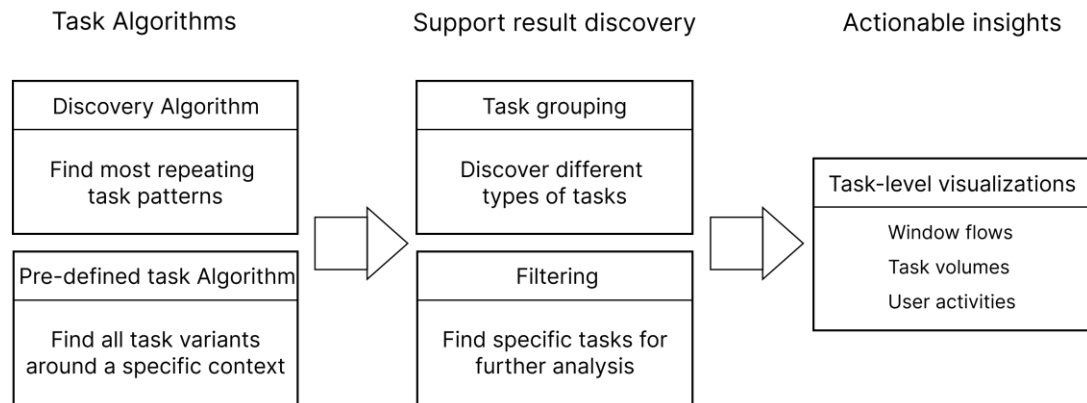 Task Algorithms
Support result discovery
Actionable insights
Discovery Algorithm
Find most repeating
task patterns
Pre-defined task Algorithm
Find all task variants
around a specific context
Task grouping
Discover different
types of tasks
Filtering
Find specific tasks for
further analysis
Task-level visualizations
Window flows
Task volumes
User activities